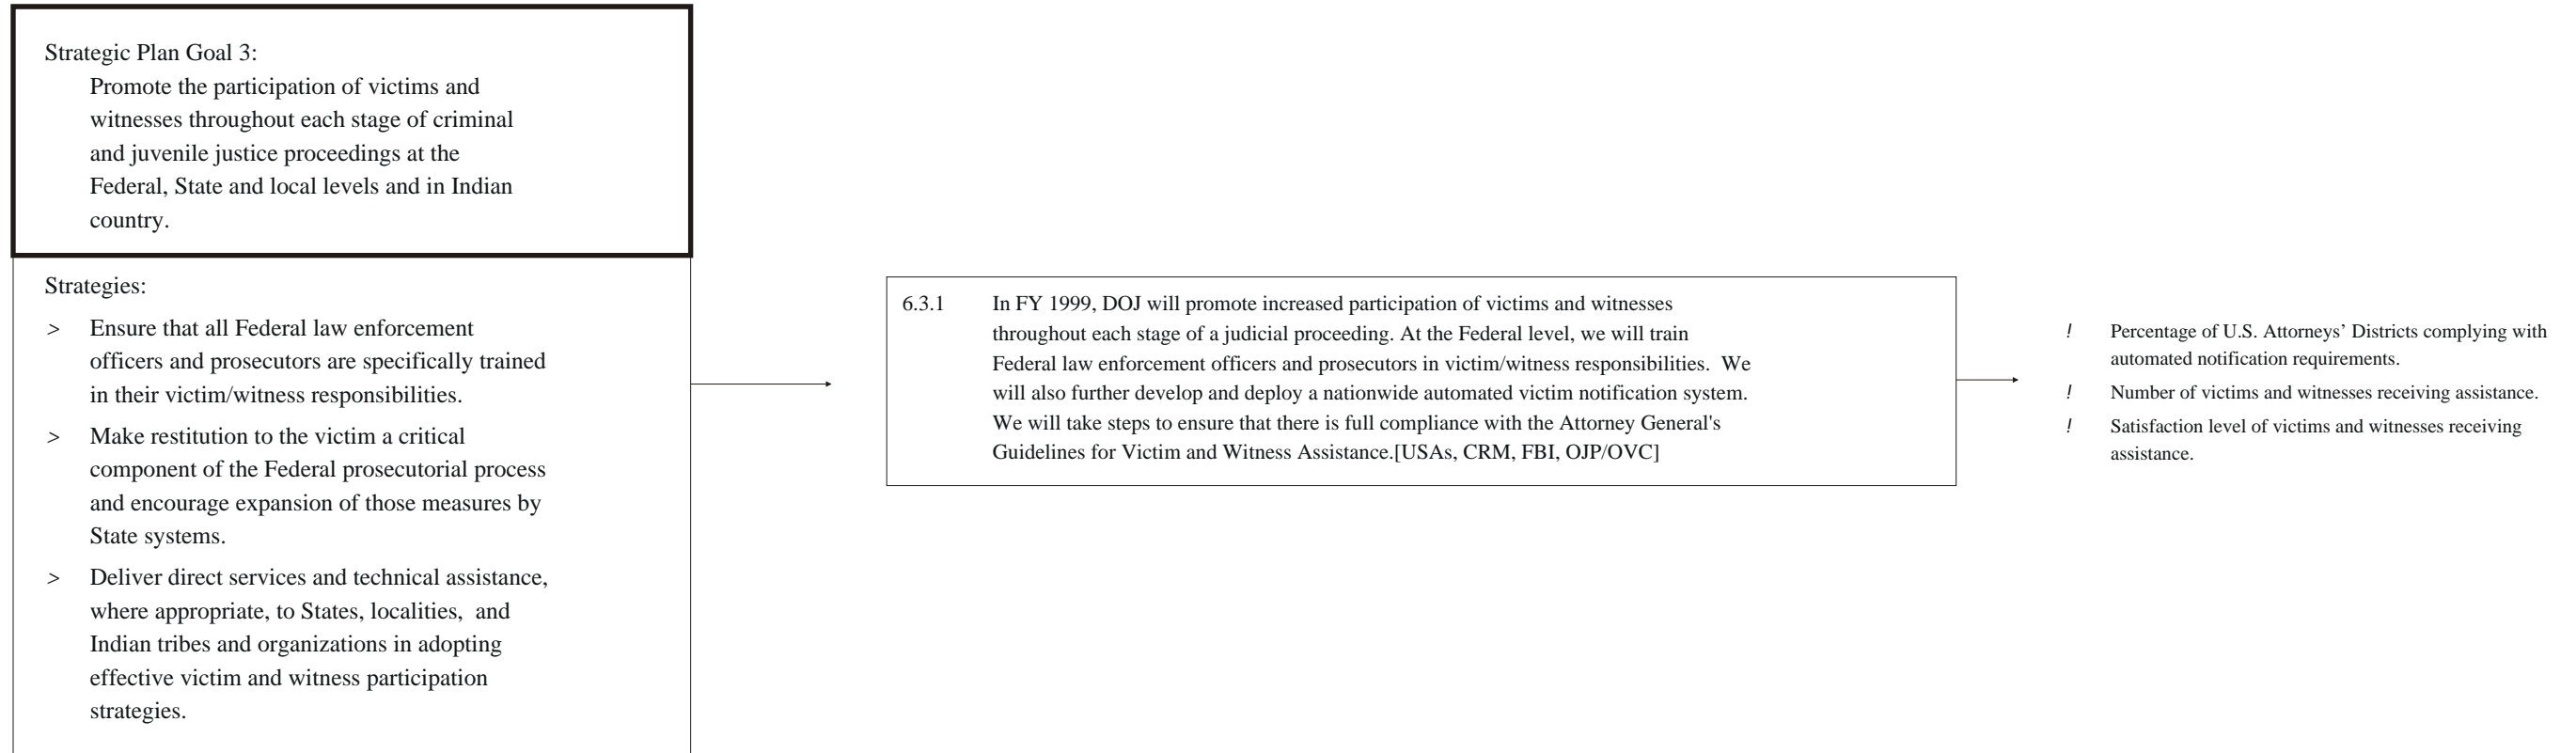 Strategic Plan Goal 3:
Promote the participation of victims and
witnesses throughout each stage of criminal
and juvenile justice proceedings at the
Federal, State and local levels and in Indian
country.
Strategies:
> Ensure that all Federal law enforcement
officers and prosecutors are specifically trained
in their victim/witness responsibilities.
> Make restitution to the victim a critical
component of the Federal prosecutorial process
and encourage expansion of those measures by
State systems.
> Deliver direct services and technical assistance,
where appropriate, to States, localities,  and
Indian tribes and organizations in adopting
effective victim and witness participation
strategies.
6.3.1 In FY 1999, DOJ will promote increased participation of victims and witnesses
throughout each stage of a judicial proceeding. At the Federal level, we will train
Federal law enforcement officers and prosecutors in victim/witness responsibilities.  We
will also further develop and deploy a nationwide automated victim notification system.
We will take steps to ensure that there is full compliance with the Attorney General's
Guidelines for Victim and Witness Assistance.[USAs, CRM, FBI, OJP/OVC]
! Percentage of U.S. Attorneys’ Districts complying with
automated notification requirements.
! Number of victims and witnesses receiving assistance.
! Satisfaction level of victims and witnesses receiving
assistance.